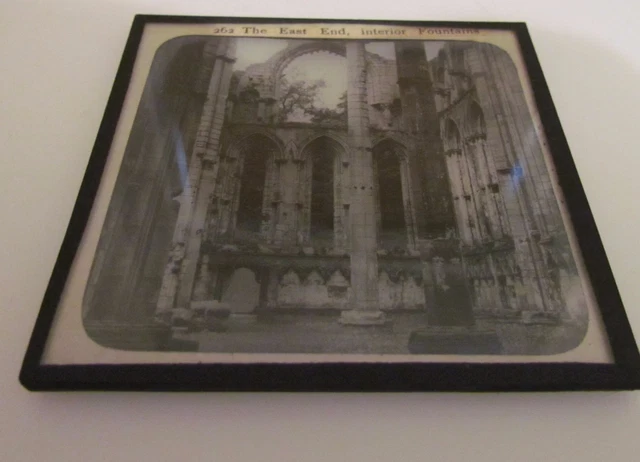 262 The East End, interior Fountains